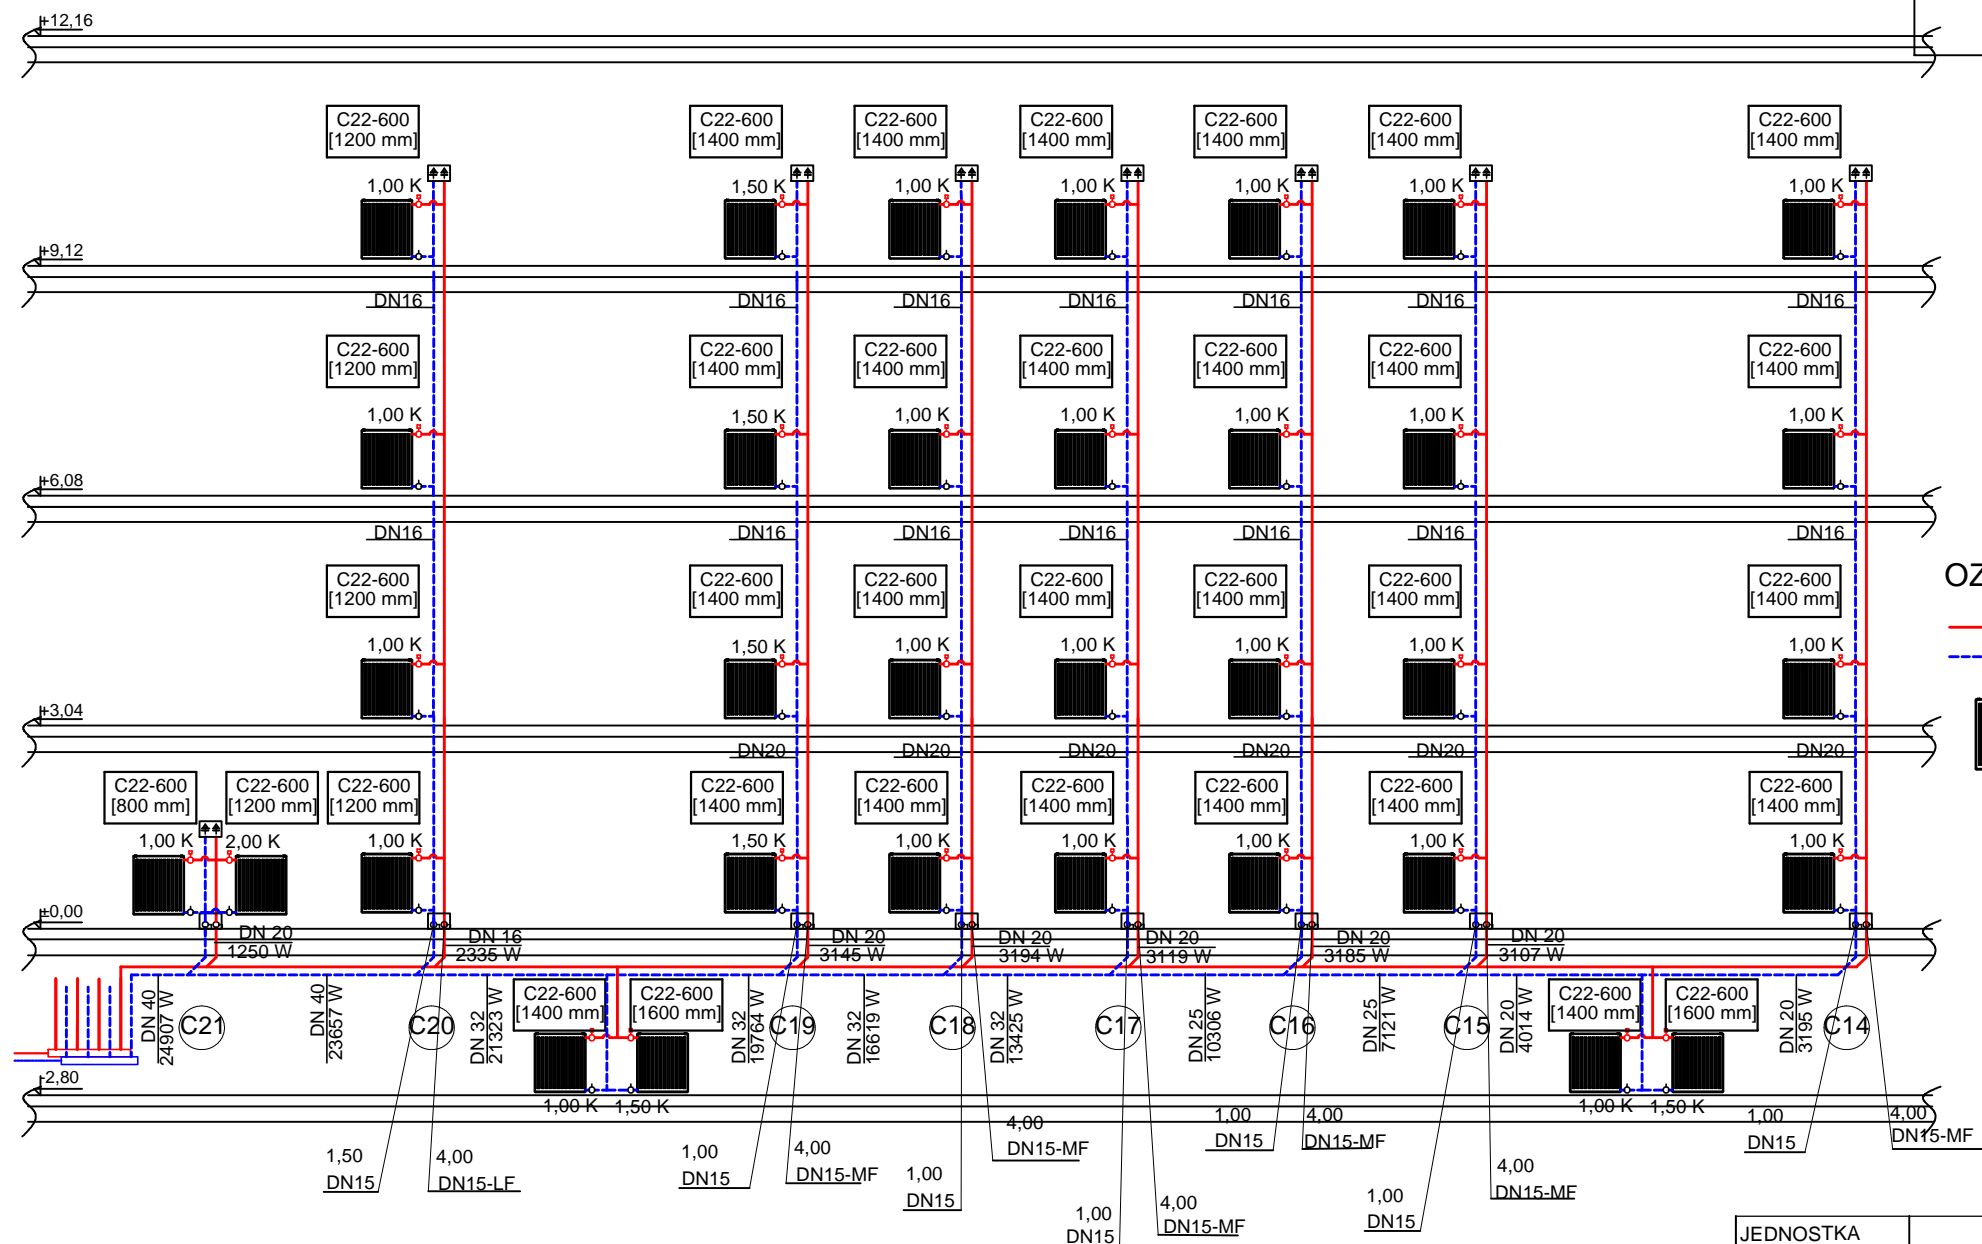 +12,16
C22-600 C22-600 C22-600 C22-600 C22-600 C22-600 C22-600
[1200 mm] [1400 mm] [1400 mm] [1400 mm] [1400 mm] [1400 mm] [1400 mm]
1,00 K 1,50 K 1,00 K 1,00 K 1,00 K 1,00 K 1,00 K
+9,12
DN16 DN16 DN16 DN16 DN16 DN16 DN16
C22-600 C22-600 C22-600 C22-600 C22-600 C22-600 C22-600
[1200 mm] [1400 mm] [1400 mm] [1400 mm] [1400 mm] [1400 mm] [1400 mm]
1,00 K 1,50 K 1,00 K 1,00 K 1,00 K 1,00 K 1,00 K
+6,08
DN16 DN16 DN16 DN16 DN16 DN16 DN16
C22-600 C22-600 C22-600 C22-600 C22-600 C22-600 C22-600
[1200 mm] [1400 mm] [1400 mm] [1400 mm] [1400 mm] [1400 mm] [1400 mm]
OZ
1,00 K 1,50 K 1,00 K 1,00 K 1,00 K 1,00 K 1,00 K
+3,04
DN20 DN20 DN20 DN20 DN20 DN20
C22-600 C22-600 C22-600 C22-600 C22-600 C22-600 C22-600 C22-600 C22-600
[800 mm] [1200 mm] [1200 mm] [1400 mm] [1400 mm] [1400 mm] [1400 mm] [1400 mm] [1400 mm]
1,00 K 2,00 K 1,00 K 1,50 K 1,00 K 1,00 K 1,00 K 1,00 K 1,00 K
±0,00
DN 20 DN 16 DN 20 DN 20 DN 20 DN 20 DN 20
1250 W 2335 W 3145 W 3194 W 3119 W 3185 W 3107 W
DN 40
24907 W
C21
DN 40
23657 W
C20
DN 32
21323 W
C22-600
[1400 mm]
C22-600
[1600 mm]
DN 32
19764 W
C19
DN 32
16619 W
C18
DN 32
13425 W
C17
DN 25
10306 W
C16
DN 25
7121 W
C15
DN 20
4014 W
C22-600
[1400 mm]
C22-600
[1600 mm]
DN 20
3195 W
C14
-2,80
1,00 K 1,50 K 1,00 K 1,50 K
1,50
DN15
4,00
DN15-LF
1,00
DN15
4,00
DN15-MF
1,00
DN15
4,00
DN15-MF
1,00
DN15
4,00
DN15-MF
1,00
DN15
4,00
DN15-MF
1,00
DN15
4,00
DN15-MF
1,00
DN15
4,00
DN15-MF
JEDNOSTKA